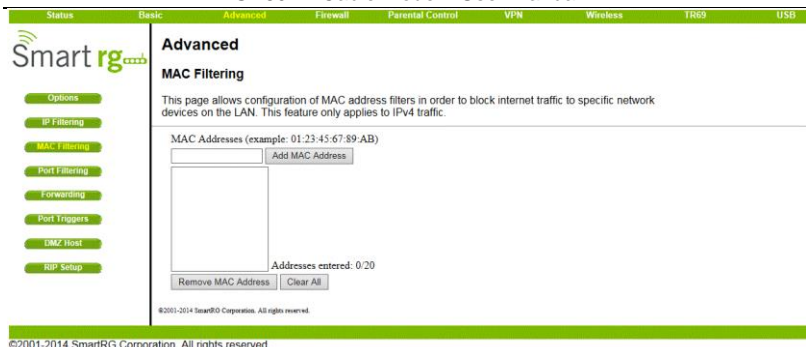 Status Basic Advanced Firewall Parental Control VPN Wireless TR69 USB
Smart rg
Advanced
MAC Filtering
Options
IP Filtering
MAC Filtering
Port Filtering
Forwarding
Port Triggers
DMZ Host
RIP Setup
This page allows configuration of MAC address filters in order to block internet traffic to specific network
devices on the LAN. This feature only applies to IPv4 traffic.
MAC Addresses (example: 01:23:45:67:89:AB)
Add MAC Address
Addresses entered: 0/20
Remove MAC Address Clear All
©2001-2014 SmartRG Corporation. All rights reserved.
©2001-2014 SmartRG Corporation. All rights reserved.